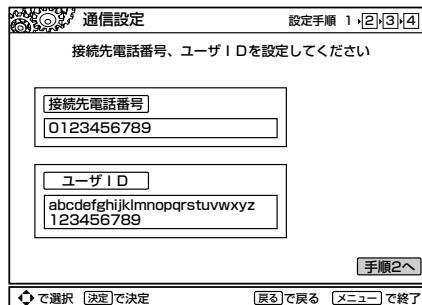 通信設定
設定手順 1 2 3 4
接続先電話番号、ユーザIDを設定してください
接続先電話番号
0123456789
ユーザID
abcdefghijklmnopqrstuvwxyz
123456789
手順2へ
で選択 決定 で決定 戻る で戻る メニュー で終了